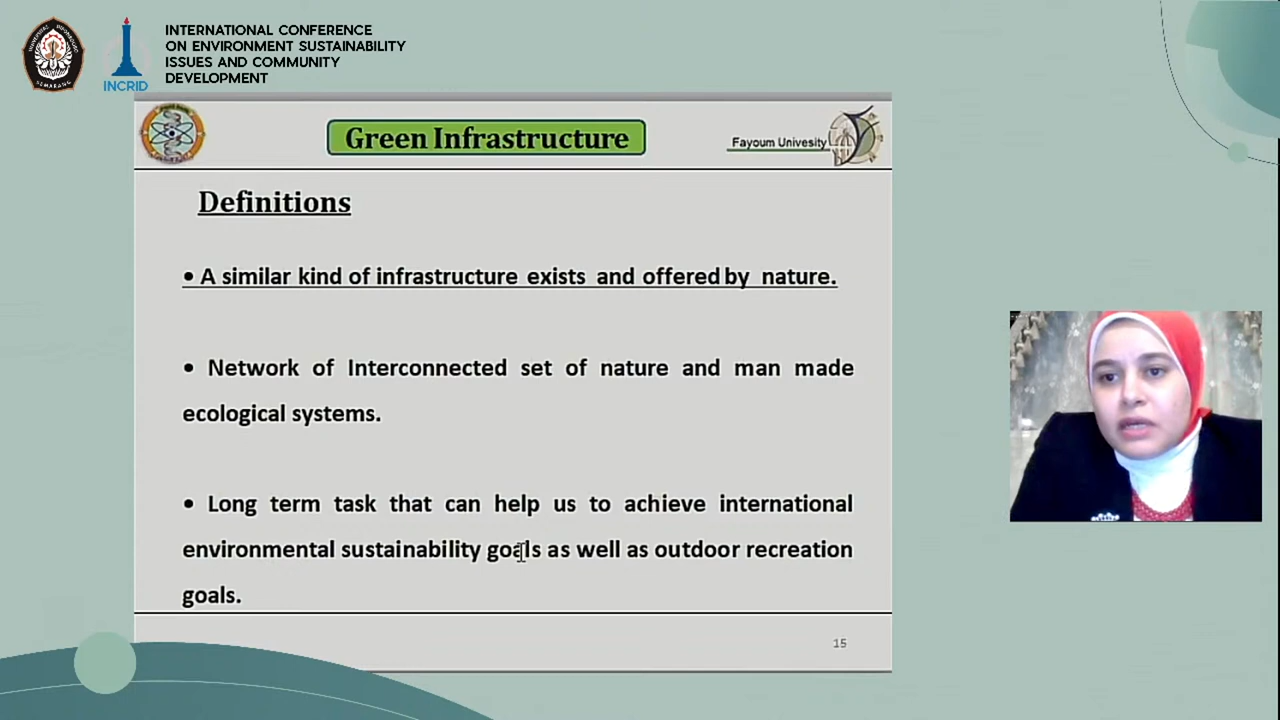 INTERNATIONAL CONFERENCE
ON ENVIRONMENT SUSTAINABILITY
ISSUES AND COMMUNITY
DEVELOPMENT
INCRID
SEMARANG
Green Infrastructure
Fayoum Univesity
Definitions
• A similar kind of infrastructure exists and offered by nature.
• Network of Interconnected set of nature and man made
ecological systems.
• Long term task that can help us to achieve international
environmental sustainability goals as well as outdoor recreation
goals.
15